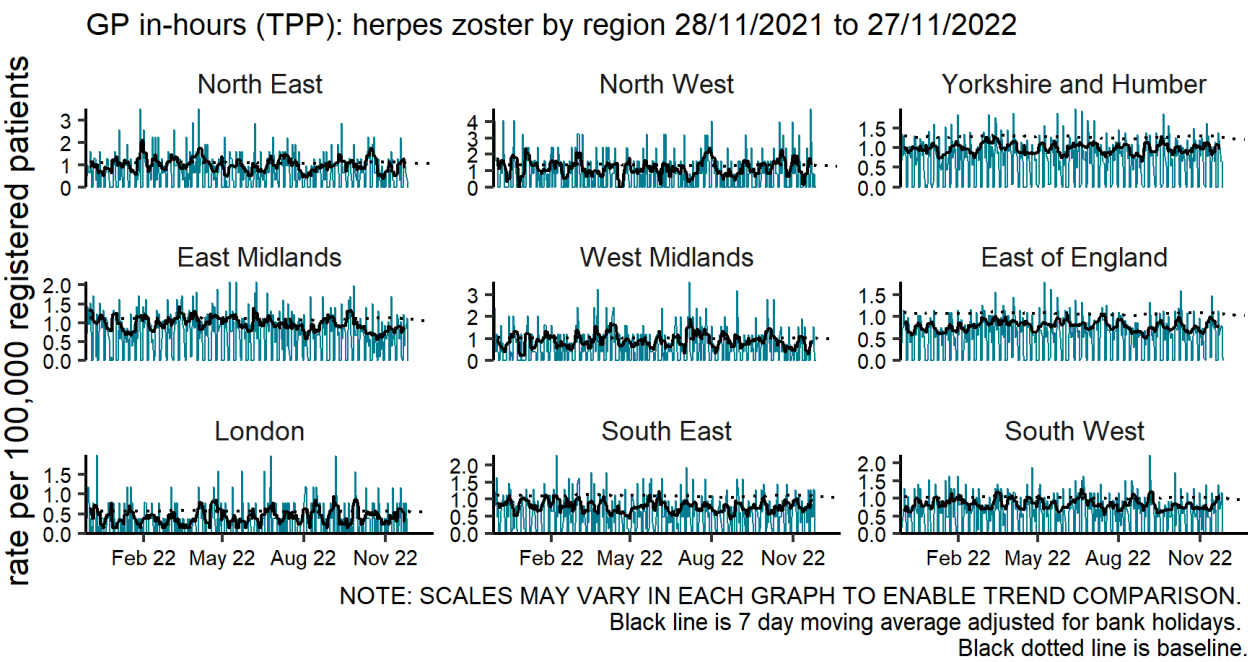 GP in-hours (TPP): herpes zoster by region 28/11/2021 to 27/11/2022
rate per 100,000 registered patients
North East
3
2
1
0
North West
4
3
2
1
0
Yorkshire and Humber
1.5
1.0
0.5
0.0
East Midlands
2.0
1.5
1.0
0.5
0.0
West Midlands
3
2
1
0
East of England
1.5
1.0
0.5
0.0
London
1.5
1.0
0.5
0.0
South East
2.0
1.5
1.0
0.5
0.0
South West
2.0
1.5
1.0
0.5
0.0
Feb 22 May 22 Aug 22 Nov 22
Feb 22 May 22 Aug 22 Nov 22
Feb 22 May 22 Aug 22 Nov 22
NOTE: SCALES MAY VARY IN EACH GRAPH TO ENABLE TREND COMPARISON.
Black line is 7 day moving average adjusted for bank holidays.
Black dotted line is baseline.